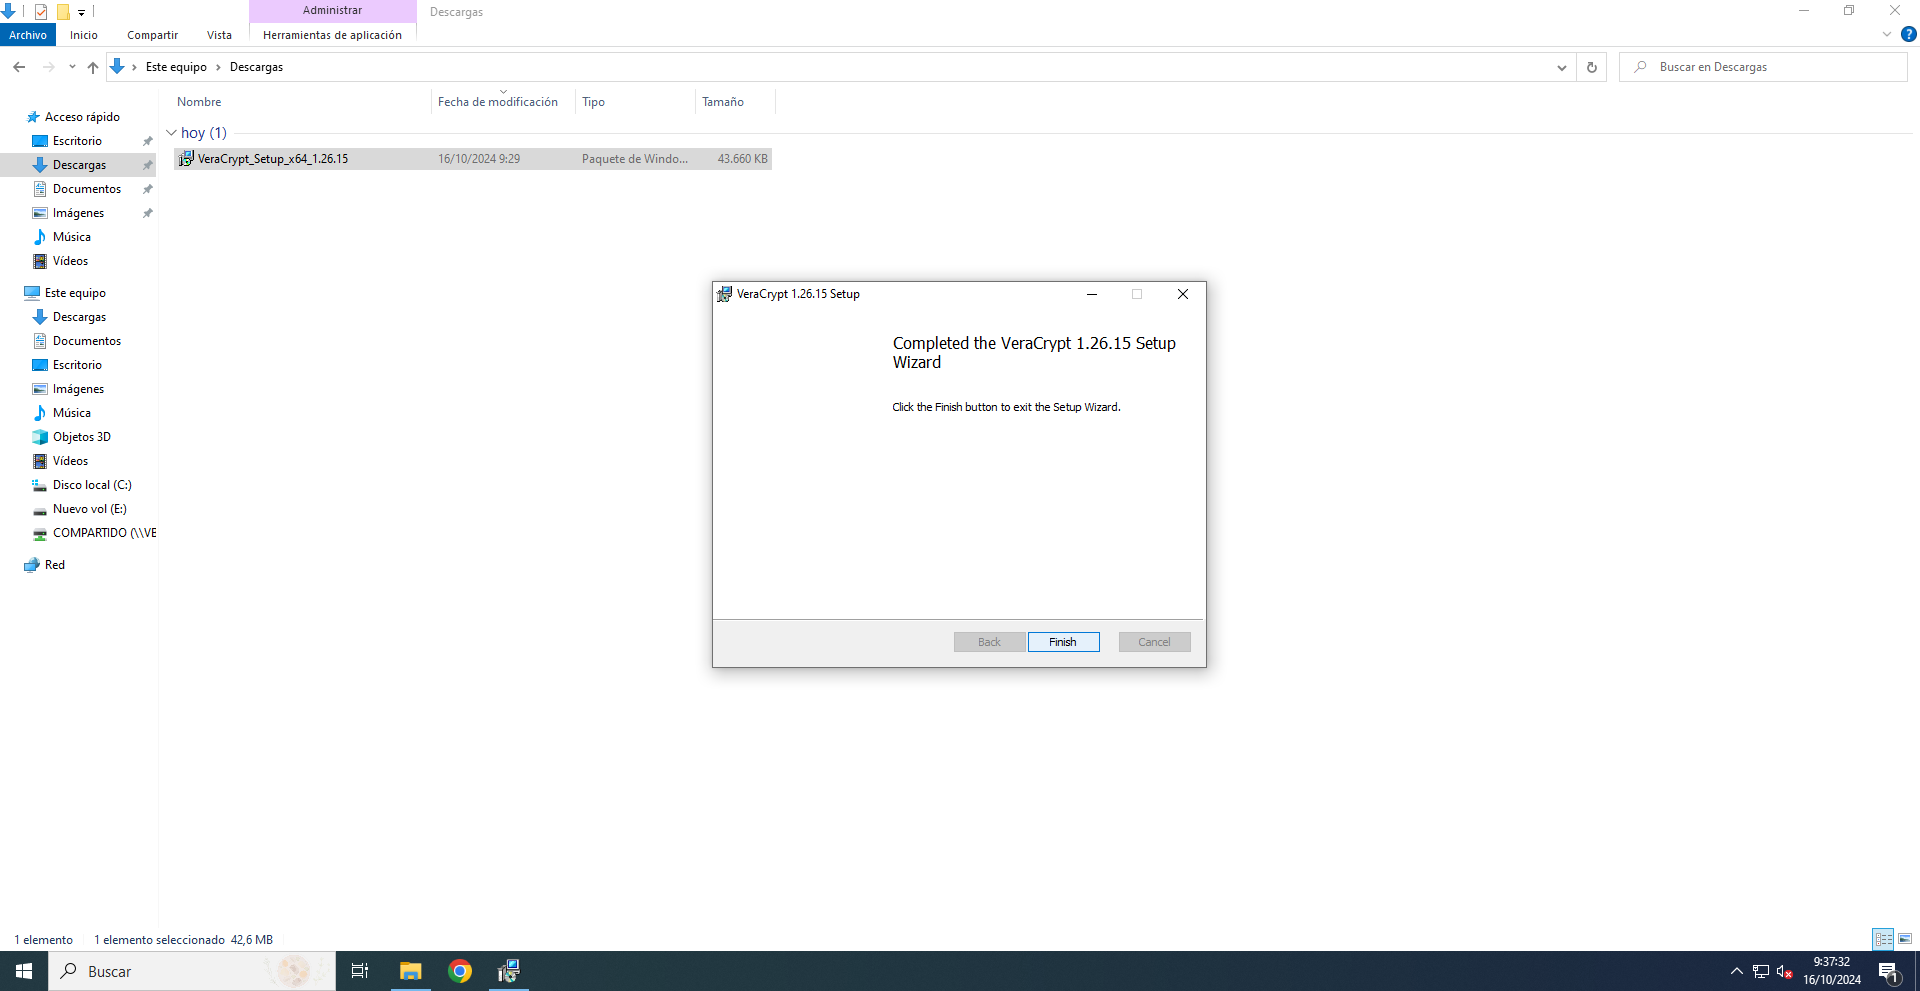 Administrar
Descargas
Archivo
Inicio
Compartir
Vista
Herramientas de aplicación
?
Este equipo
Descargas
Buscar en Descargas
Nombre
Fecha de modificación
Tipo
Tamaño
hoy (1)
VeraCrypt_Setup_x64_1.26.15
16/10/2024 9:29
Paquete de Windo...
43.660 KB
Acceso rápido
Escritorio
Descargas
Documentos
Imágenes
Música
Vídeos
Este equipo
Descargas
Documentos
Escritorio
Imágenes
Música
Objetos 3D
Vídeos
Disco local (C:)
Nuevo vol (E:)
COMPARTIDO (\\VE
Red
VeraCrypt 1.26.15 Setup
Completed the VeraCrypt 1.26.15 Setup
Wizard
Click the Finish button to exit the Setup Wizard.
Back
Finish
Cancel
1 elemento
1 elemento seleccionado 42,6 MB
Buscar
9:37:32
16/10/2024
1